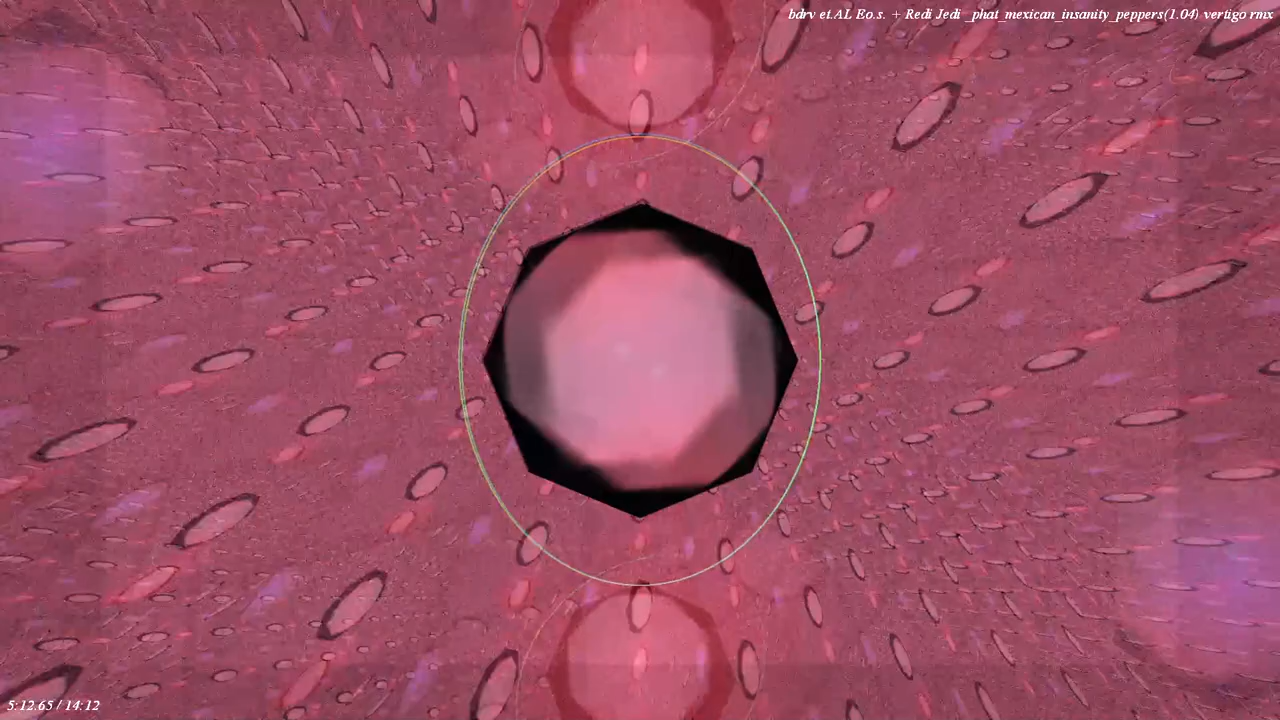 bdrv et.AL Eo.s. + Redi Jedi _phat_mexican_insanity_peppers(1.04) vertigo rmx
5:12.65 / 14:12